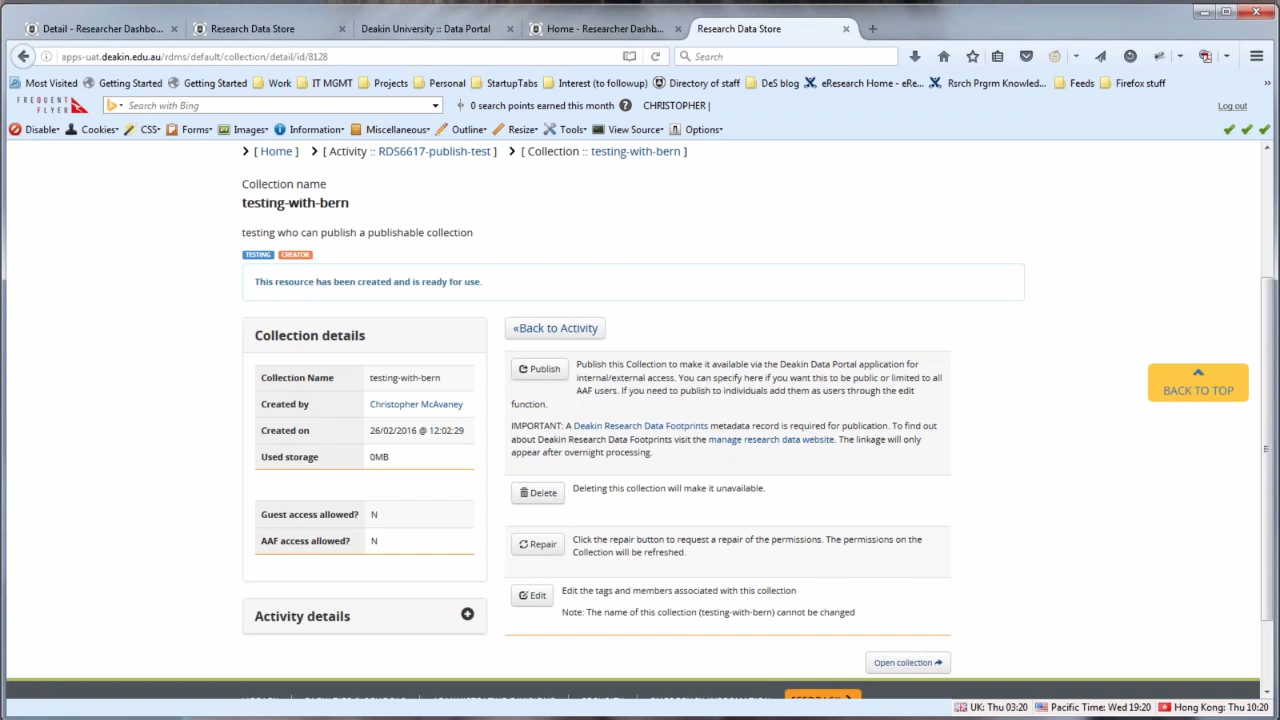 Detail - Researcher Dashbo...
Research Data Store
Deakin University :: Data Portal
Home - Researcher Dashb...
Research Data Store
apps-uat.deakin.edu.au/rdms/default/collection/detail/id/8128
Search
Most Visited Getting Started Getting Started Work IT MGMT Projects Personal StartupTabs Interest (to followup) Directory of staff DeS blog eResearch Home - eRe... Rsrch Prgrm Knowled... Feeds Firefox stuff
FREQUENT FLYER Search with Bing 0 search points earned this month CHRISTOPHER | Log out
Disable Cookies CSS Forms Images Information Miscellaneous Outline Resize Tools View Source Options
[ Home ] [ Activity :: RDS6617-publish-test ] [ Collection :: testing-with-bern ]
Collection name
testing-with-bern
testing who can publish a publishable collection
TESTING CREATOR
This resource has been created and is ready for use.
Collection details
Collection Name testing-with-bern
Created by Christopher McAvaney
Created on 26/02/2016 @ 12:02:29
Used storage 0MB
Guest access allowed? N
AAF access allowed? N
Activity details
«Back to Activity
Publish
Publish this Collection to make it available via the Deakin Data Portal application for
internal/external access. You can specify here if you want this to be public or limited to all
AAF users. If you need to publish to individuals add them as users through the edit
function.
IMPORTANT: A Deakin Research Data Footprints metadata record is required for publication. To find out
about Deakin Research Data Footprints visit the manage research data website. The linkage will only
appear after overnight processing.
Delete
Deleting this collection will make it unavailable.
Repair
Click the repair button to request a repair of the permissions. The permissions on the
Collection will be refreshed.
Edit
Edit the tags and members associated with this collection
Note: The name of this collection (testing-with-bern) cannot be changed
Open collection
BACK TO TOP
UK: Thu 03:20 Pacific Time: Wed 19:20 Hong Kong: Thu 10:20